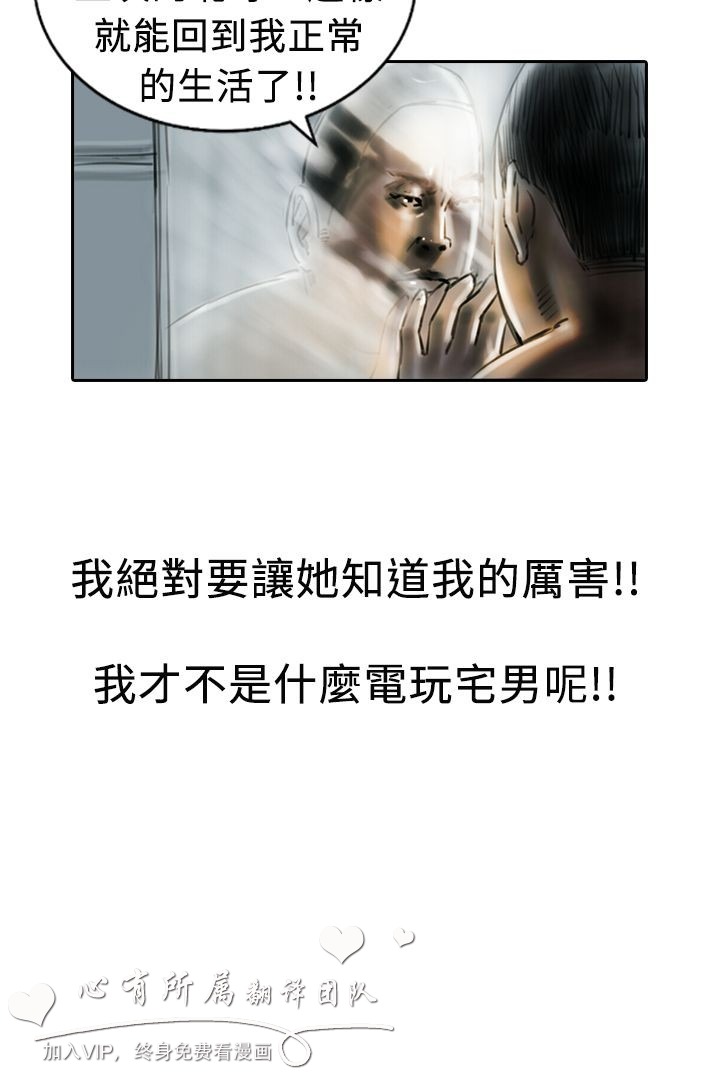 就能回到我正常
的生活了!!
我絕對要讓她知道我的厲害!!
我才不是什麼電玩宅男呢!!
心有所属翻译团队
加入VIP，终身免费看漫画